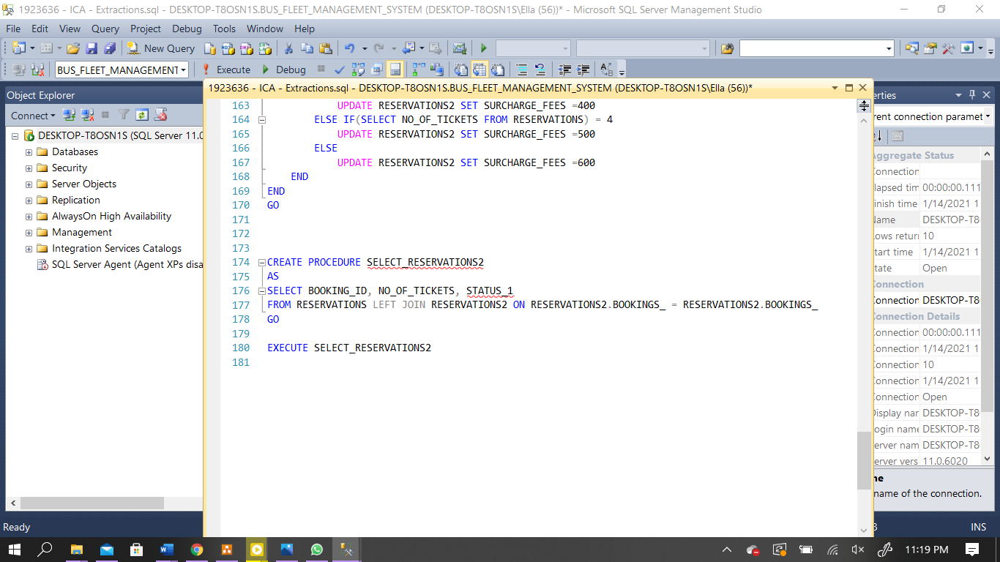 1923636 - ICA - Extractions.sql - DESKTOP-T8OSN1S.BUS_FLEET_MANAGEMENT_SYSTEM (DESKTOP-T8OSN1S\Ella (56))* - Microsoft SQL Server Management Studio
File Edit View Query Project Debug Tools Window Help
New Query
BUS_FLEET_MANAGEMENT Execute Debug
Object Explorer
Connect
DESKTOP-T8OSN1S (SQL Server 11.0
Databases
Security
Server Objects
Replication
AlwaysOn High Availability
Management
Integration Services Catalogs
SQL Server Agent (Agent XPs disa
1923636 - ICA - Extractions.sql - DESKTOP-T8OSN1S.BUS_FLEET_MANAGEMENT_SYSTEM (DESKTOP-T8OSN1S\Ella (56))*
163 UPDATE RESERVATIONS2 SET SURCHARGE_FEES =400
164 ELSE IF(SELECT NO_OF_TICKETS FROM RESERVATIONS) = 4
165 UPDATE RESERVATIONS2 SET SURCHARGE_FEES =500
166 ELSE
167 UPDATE RESERVATIONS2 SET SURCHARGE_FEES =600
168 END
169 END
170 GO
171
172
173
174 CREATE PROCEDURE SELECT_RESERVATIONS2
175 AS
176 SELECT BOOKING_ID, NO_OF_TICKETS, STATUS_1
177 FROM RESERVATIONS LEFT JOIN RESERVATIONS2 ON RESERVATIONS2.BOOKINGS_ = RESERVATIONS2.BOOKINGS_
178 GO
179
180 EXECUTE SELECT_RESERVATIONS2
181
erties
rent connection paramet
Aggregate Status
Connection
lapsed tim 00:00:00.111
inish time 1/14/2021 1
Name DESKTOP-T8
ows retur 10
tart time 1/14/2021 1
tate Open
Connection
Connection DESKTOP-T8
Connection Details
Connection 00:00:00.111
Connection 1/14/2021 1
Connection 10
Connection 1/14/2021 1
Connection Open
Display nar DESKTOP-T8
ogin name DESKTOP-T8
erver nam DESKTOP-T8
erver vers 11.0.6020
ne
name of the connection.
Ready
3 INS
11:19 PM